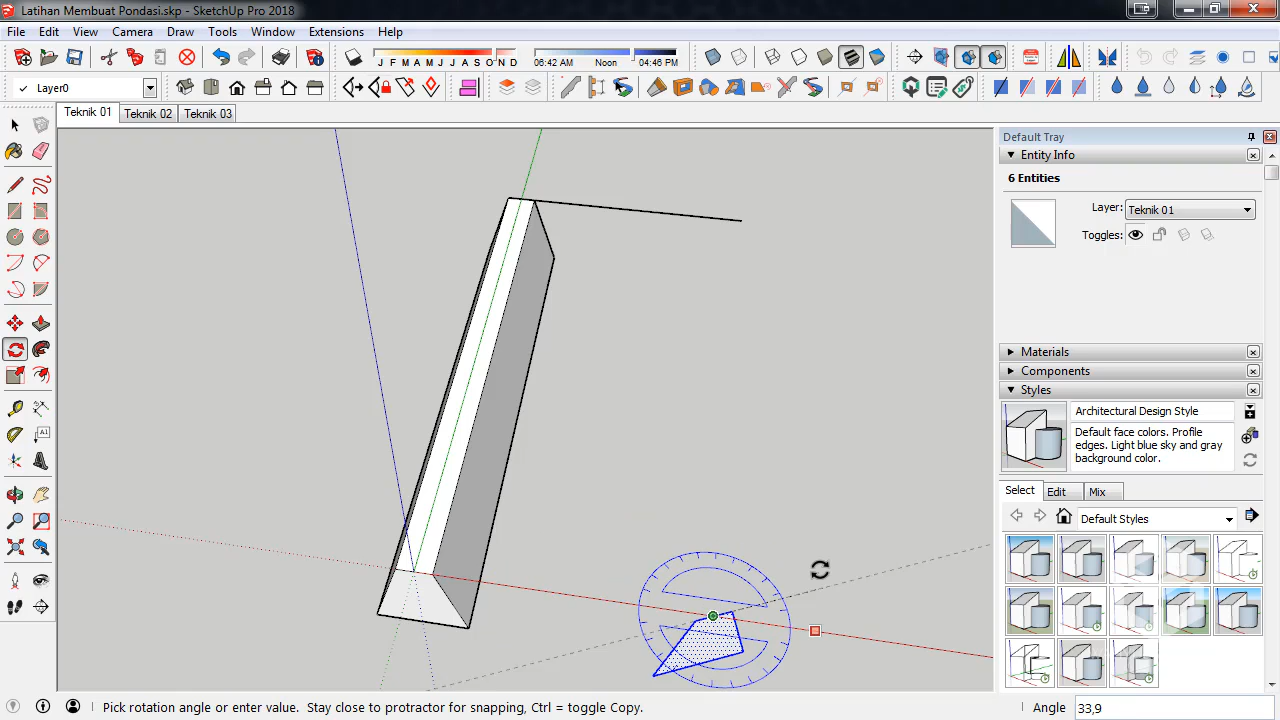 Latihan Membuat Pondasi.skp - SketchUp Pro 2018
File Edit View Camera Draw Tools Window Extensions Help
J F M A M J J A S O N D 06:42 AM Noon 04:46 PM
✓ Layer0
Teknik 01 Teknik 02 Teknik 03
Default Tray
Entity Info
6 Entities
Layer: Teknik 01
Toggles:
A1
Materials
Components
Styles
Architectural Design Style
Default face colors. Profile
edges. Light blue sky and gray
background color.
Select Edit Mix
Default Styles
Pick rotation angle or enter value. Stay close to protractor for snapping, Ctrl = toggle Copy.
Angle 33,9